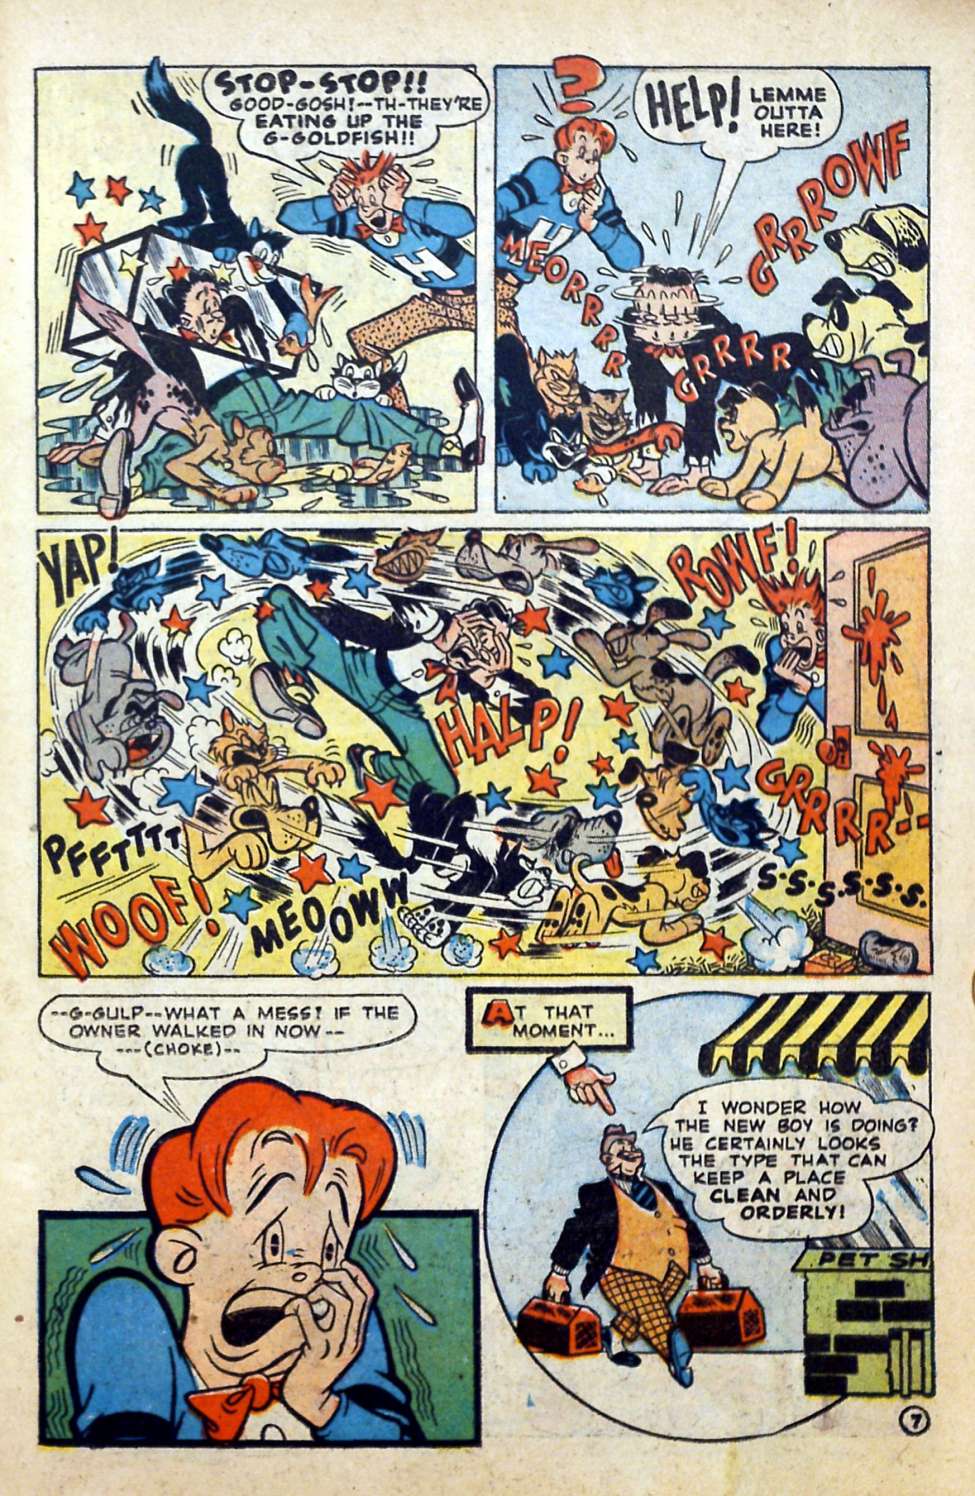 STOP-STOP!!
GOOD-GOSH!--TH-THEY'RE
EATING UP THE
G-GOLDFISH!!
H
?
HELP! LEMME
OUTTA
HERE!
H
MEORRRRR
GRRRROWF
GRRRRR
YAP!
ROWF!
HALP!
PFFTTTT
WOOF!
MEOOWW
GRRRR--
S-S-S-S-S-S-
--G-GULP--WHAT A MESS! IF THE
OWNER WALKED IN NOW--
---(CHOKE)--
AT THAT
MOMENT...
I WONDER HOW
THE NEW BOY IS DOING?
HE CERTAINLY LOOKS
THE TYPE THAT CAN
KEEP A PLACE
CLEAN AND
ORDERLY!
PET SH
7